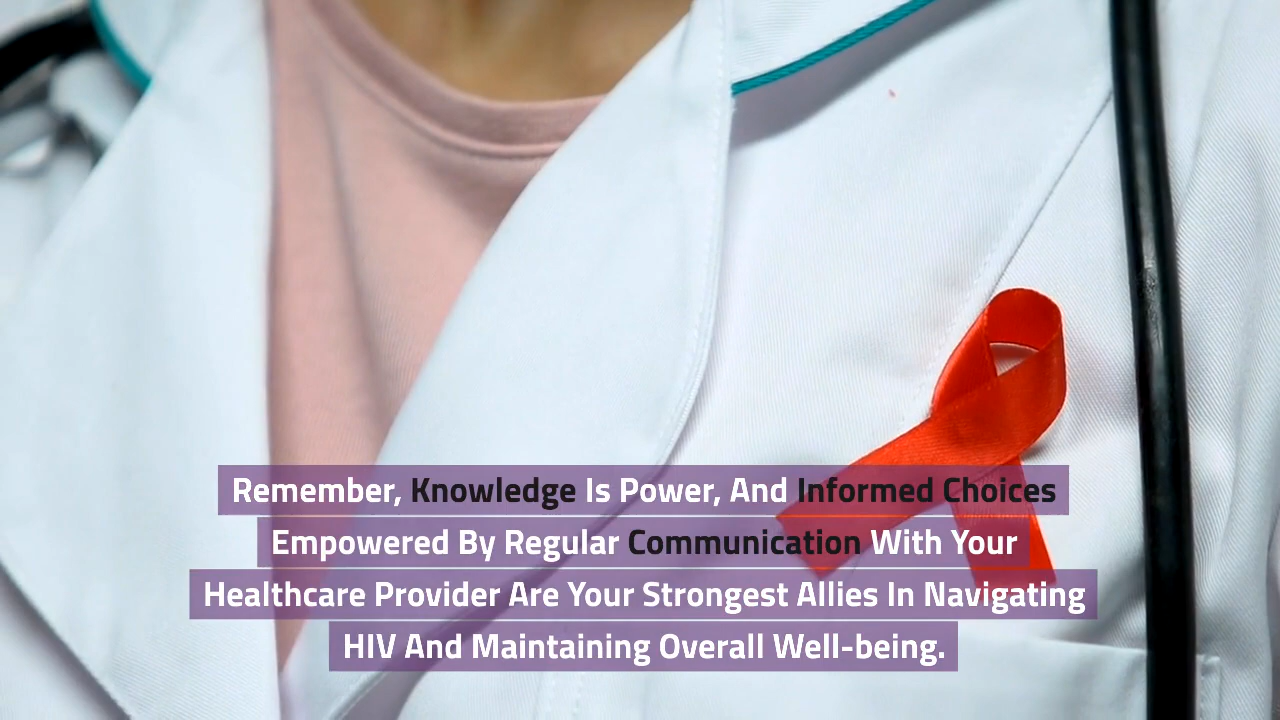 Remember, Knowledge Is Power, And Informed Choices
Empowered By Regular Communication With Your
Healthcare Provider Are Your Strongest Allies In Navigating
HIV And Maintaining Overall Well-being.